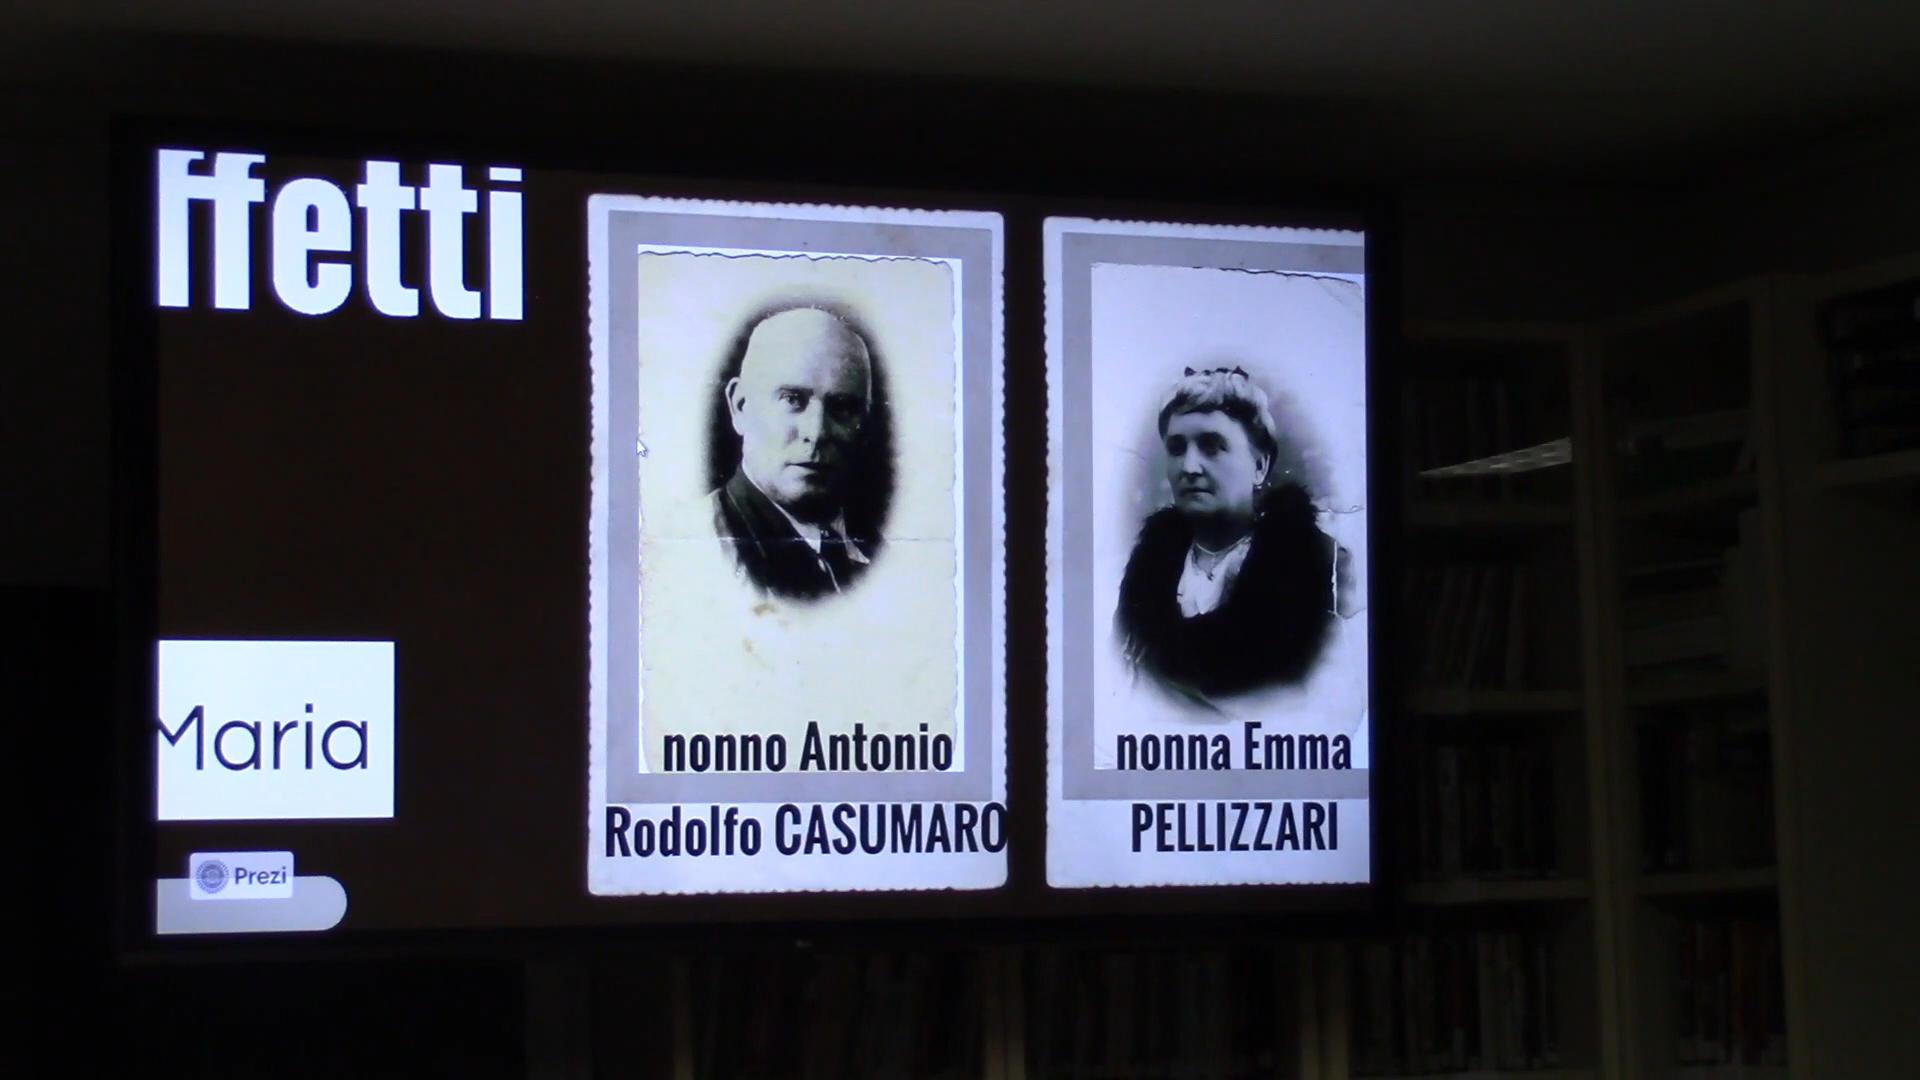 ffetti
Maria
Prezi
nonno Antonio
Rodolfo CASUMARO
nonna Emma
PELLIZZARI